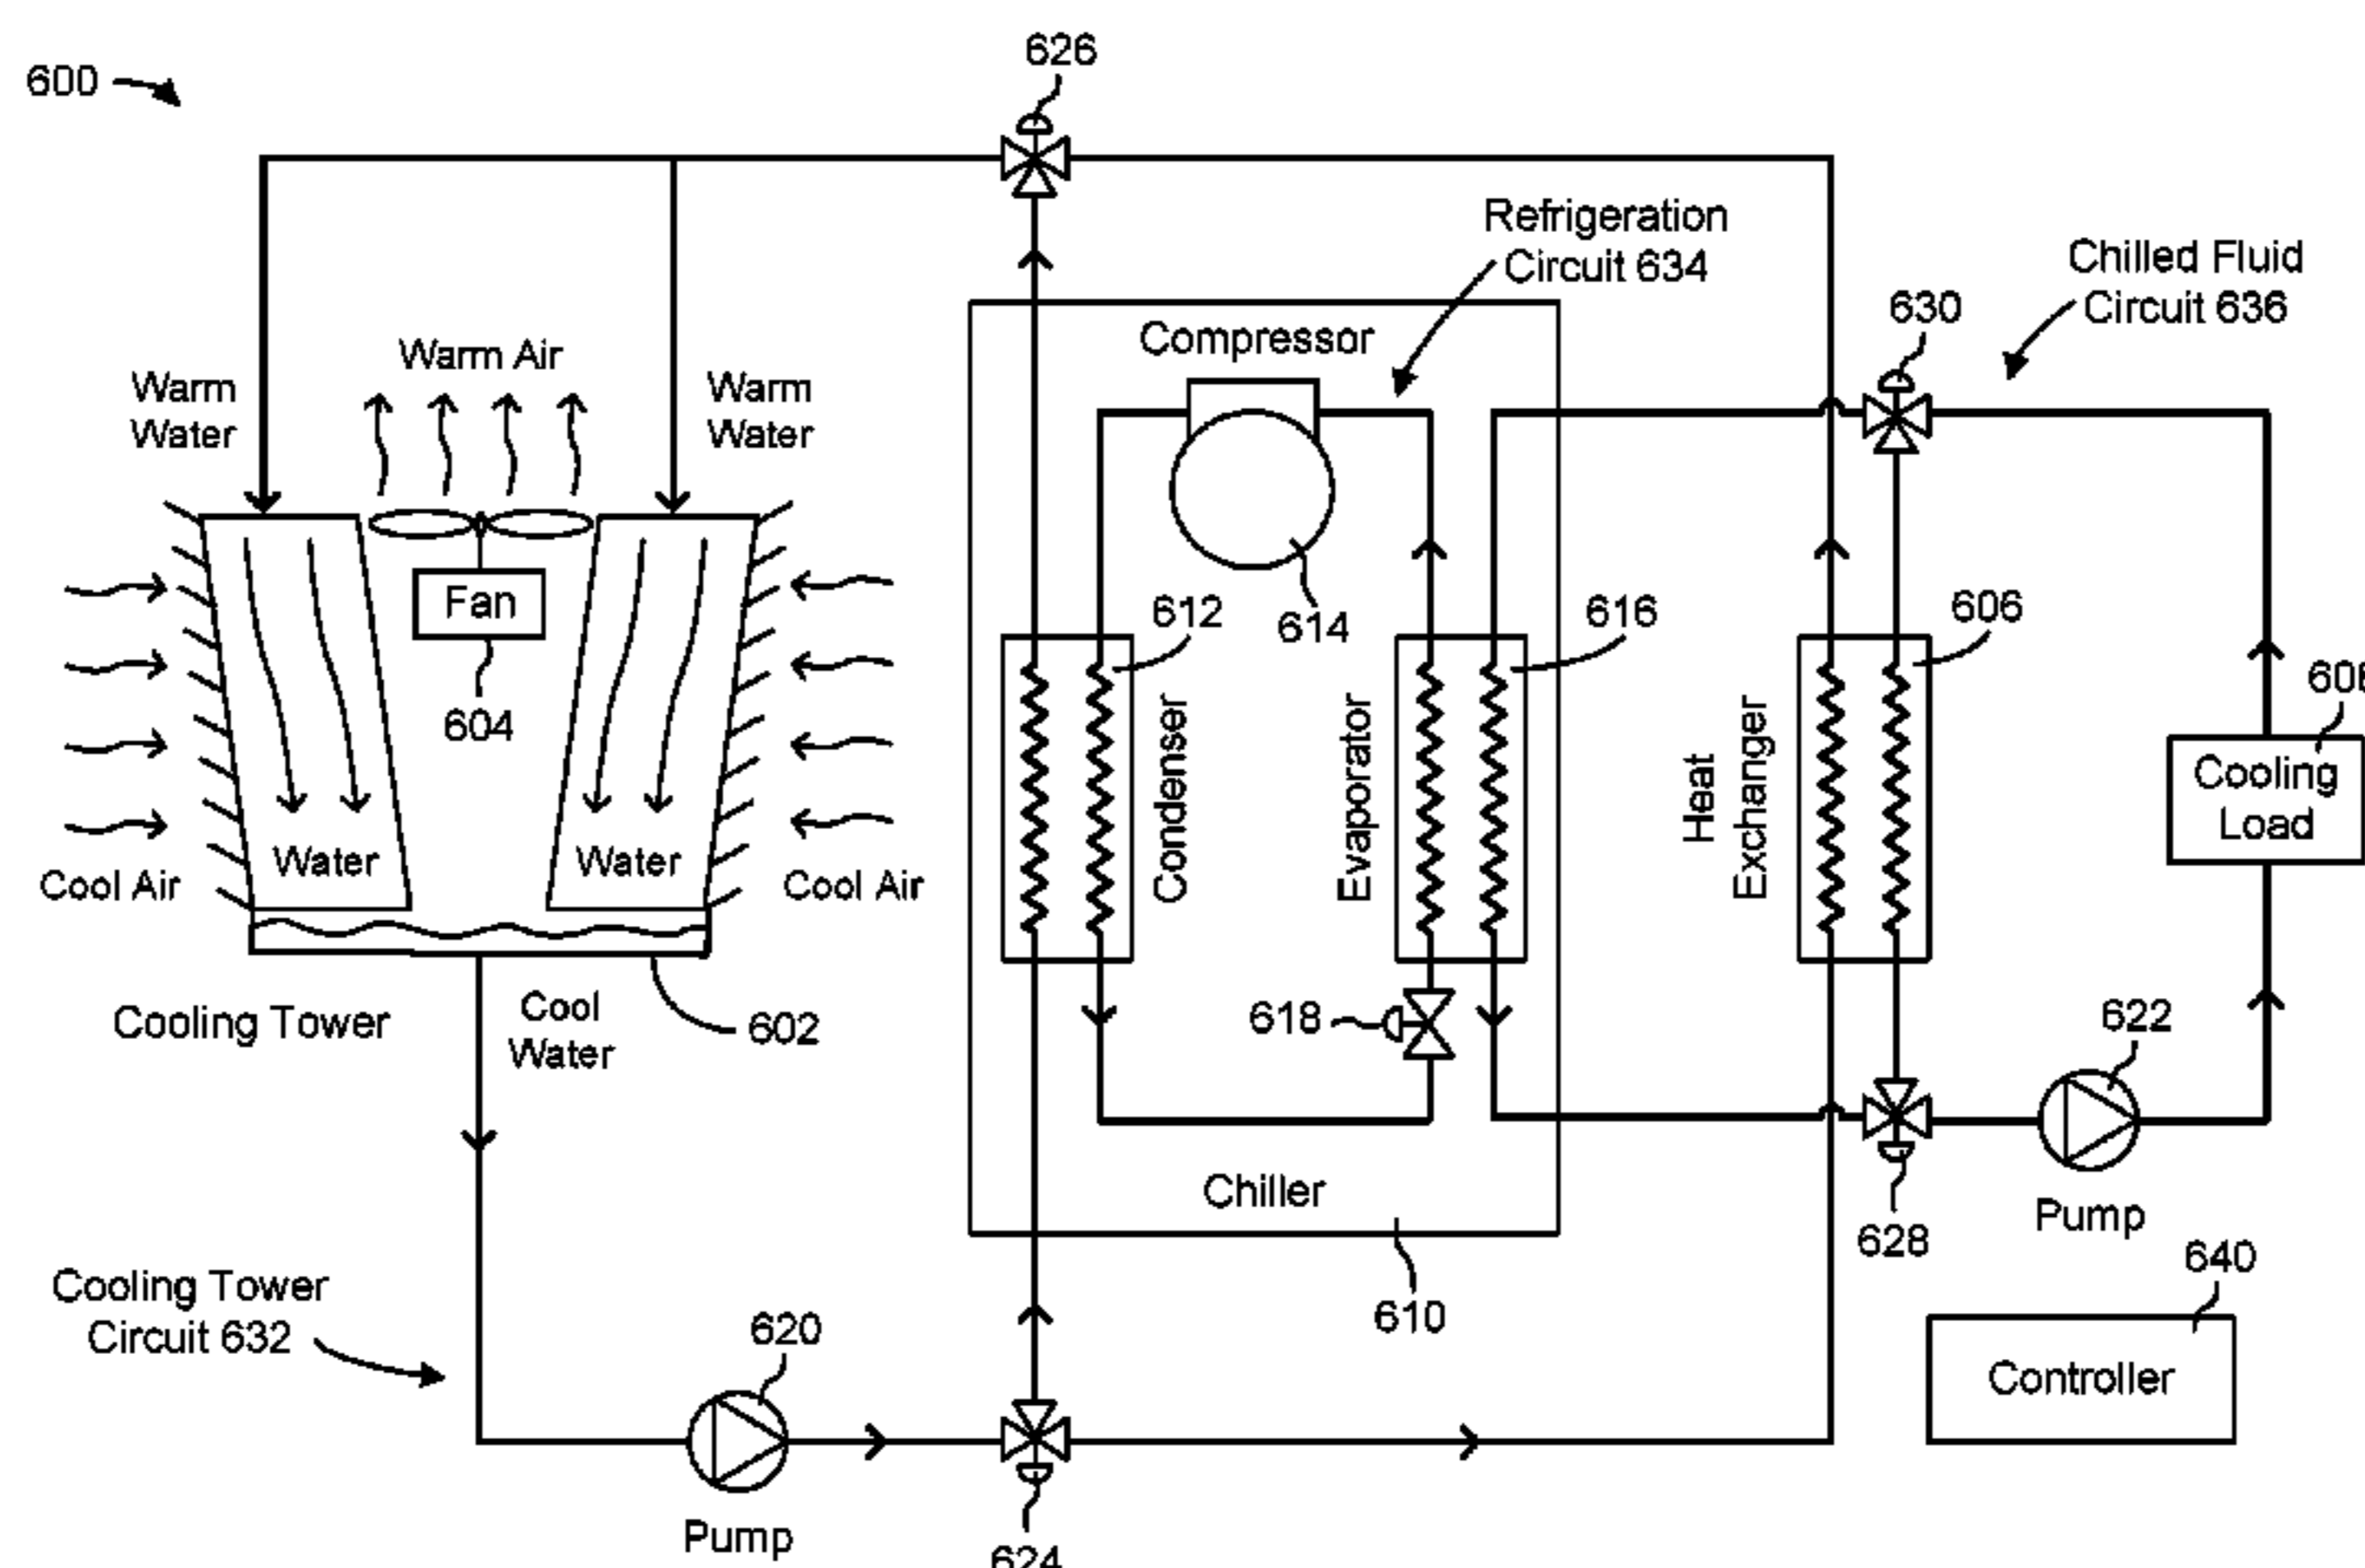 626
600
Refrigeration
Circuit 634
Chilled Fluid
Circuit 636
630
Compressor
Warm Air
Warm
Water
Warm
Water
612
614
616
606
Fan
604
Condenser
Evaporator
Heat
Exchanger
Cooling
Load
Water
Water
Cool Air
Cool Air
Cooling Tower
Cool
Water
602
618
622
Chiller
Pump
628
640
610
Cooling Tower
Circuit 632
620
Controller
Pump
624